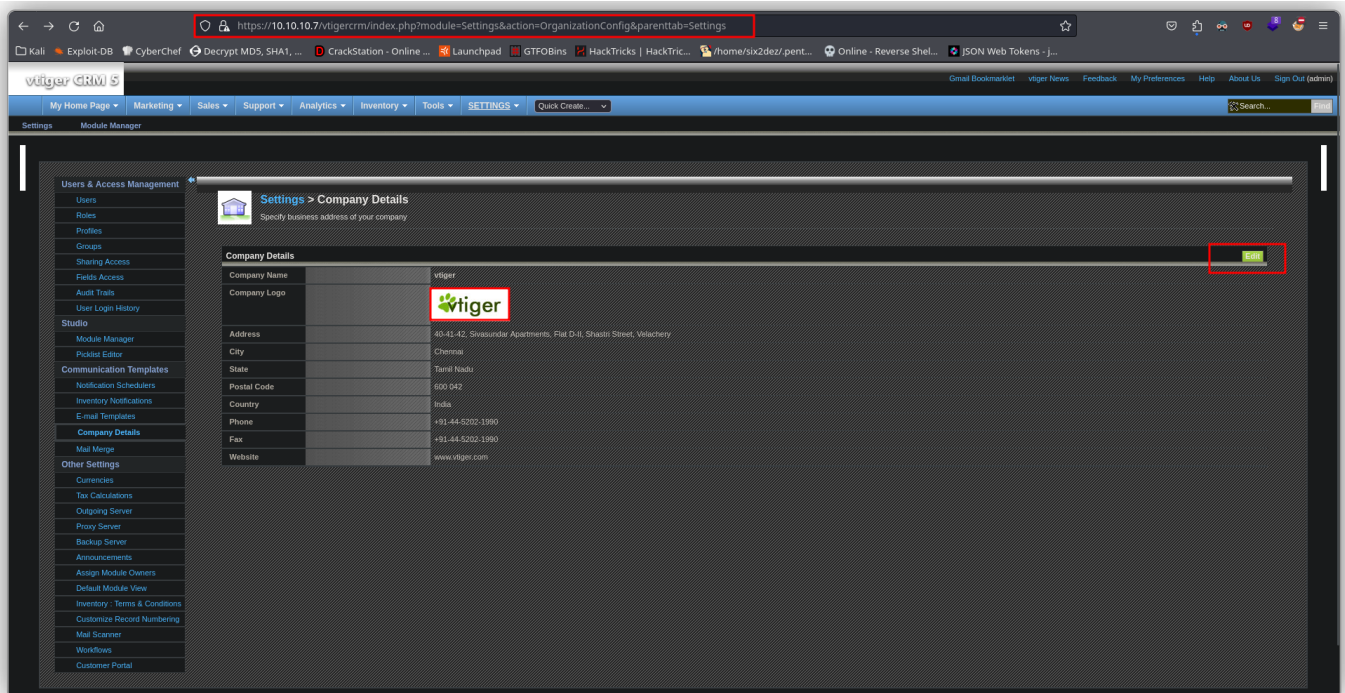 https://10.10.10.7/vtigercrm/index.php?module=Settings&action=OrganizationConfig&parenttab=Settings
8
Kali Exploit-DB CyberChef Decrypt MD5, SHA1, ... CrackStation - Online ... Launchpad GTFOBins HackTricks | HackTric... /home/six2dez/.pent... Online - Reverse Shel... JSON Web Tokens - j...
vtiger CRM 5 Gmail Bookmarklet vtiger News Feedback My Preferences Help About Us Sign Out (admin)
My Home Page Marketing Sales Support Analytics Inventory Tools SETTINGS Quick Create... Search... Find
Settings Module Manager
Users & Access Management
Users
Roles
Profiles
Groups
Sharing Access
Fields Access
Audit Trails
User Login History
Studio
Module Manager
Picklist Editor
Communication Templates
Notification Schedulers
Inventory Notifications
E-mail Templates
Company Details
Mail Merge
Other Settings
Currencies
Tax Calculations
Outgoing Server
Proxy Server
Backup Server
Announcements
Assign Module Owners
Default Module View
Inventory : Terms & Conditions
Customize Record Numbering
Mail Scanner
Workflows
Customer Portal
Settings > Company Details
Specify business address of your company
Company Details Edit
Company Name vtiger
Company Logo vtiger
Address 40-41-42, Sivasundar Apartments, Flat D-II, Shastri Street, Velachery
City Chennai
State Tamil Nadu
Postal Code 600 042
Country India
Phone +91-44-5202-1990
Fax +91-44-5202-1990
Website www.vtiger.com